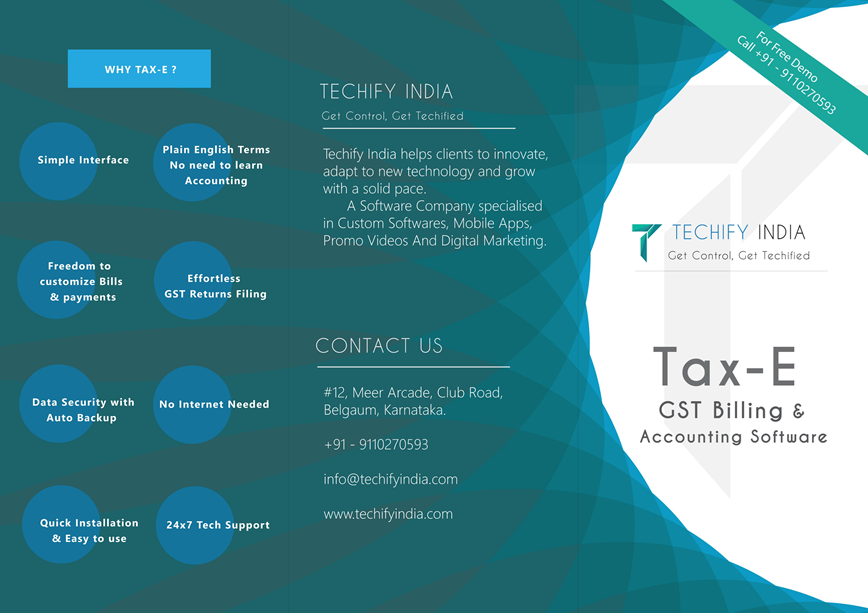 WHY TAX-E ?
Simple Interface
Plain English Terms
No need to learn
Accounting
Freedom to
customize Bills
& payments
Effortless
GST Returns Filing
Data Security with
Auto Backup
No Internet Needed
Quick Installation
& Easy to use
24x7 Tech Support
TECHIFY INDIA
Get Control, Get Techified
Techify India helps clients to innovate,
adapt to new technology and grow
with a solid pace.
A Software Company specialised
in Custom Softwares, Mobile Apps,
Promo Videos And Digital Marketing.
CONTACT US
#12, Meer Arcade, Club Road,
Belgaum, Karnataka.
+91 - 9110270593
info@techifyindia.com
www.techifyindia.com
For Free Demo
Call +91 - 9110270593
TECHIFY INDIA
Get Control, Get Techified
Tax-E
GST Billing &
Accounting Software